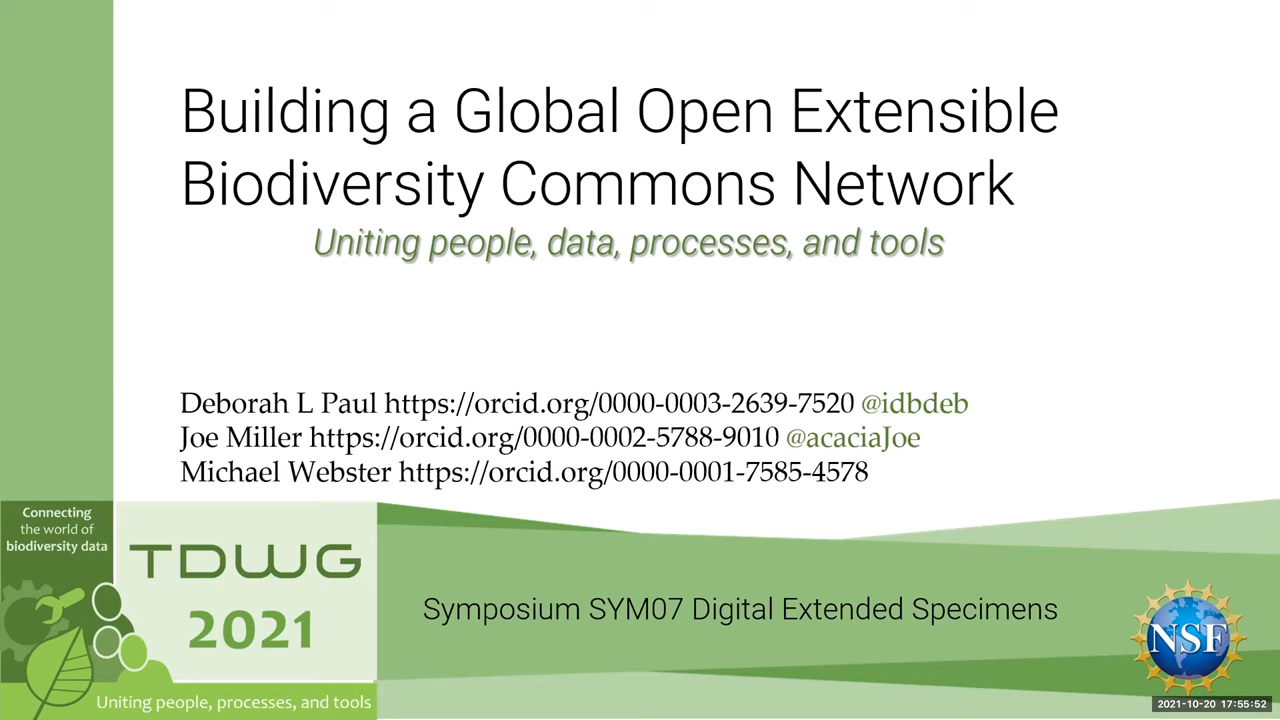 Building a Global Open Extensible
Biodiversity Commons Network
Uniting people, data, processes, and tools
Deborah L Paul https://orcid.org/0000-0003-2639-7520 @idbdeb
Joe Miller https://orcid.org/0000-0002-5788-9010 @acaciaJoe
Michael Webster https://orcid.org/0000-0001-7585-4578
Connecting
the world of
biodiversity data
TDWG
2021
Uniting people, processes, and tools
Symposium SYM07 Digital Extended Specimens
NSF
2021-10-20 17:55:52